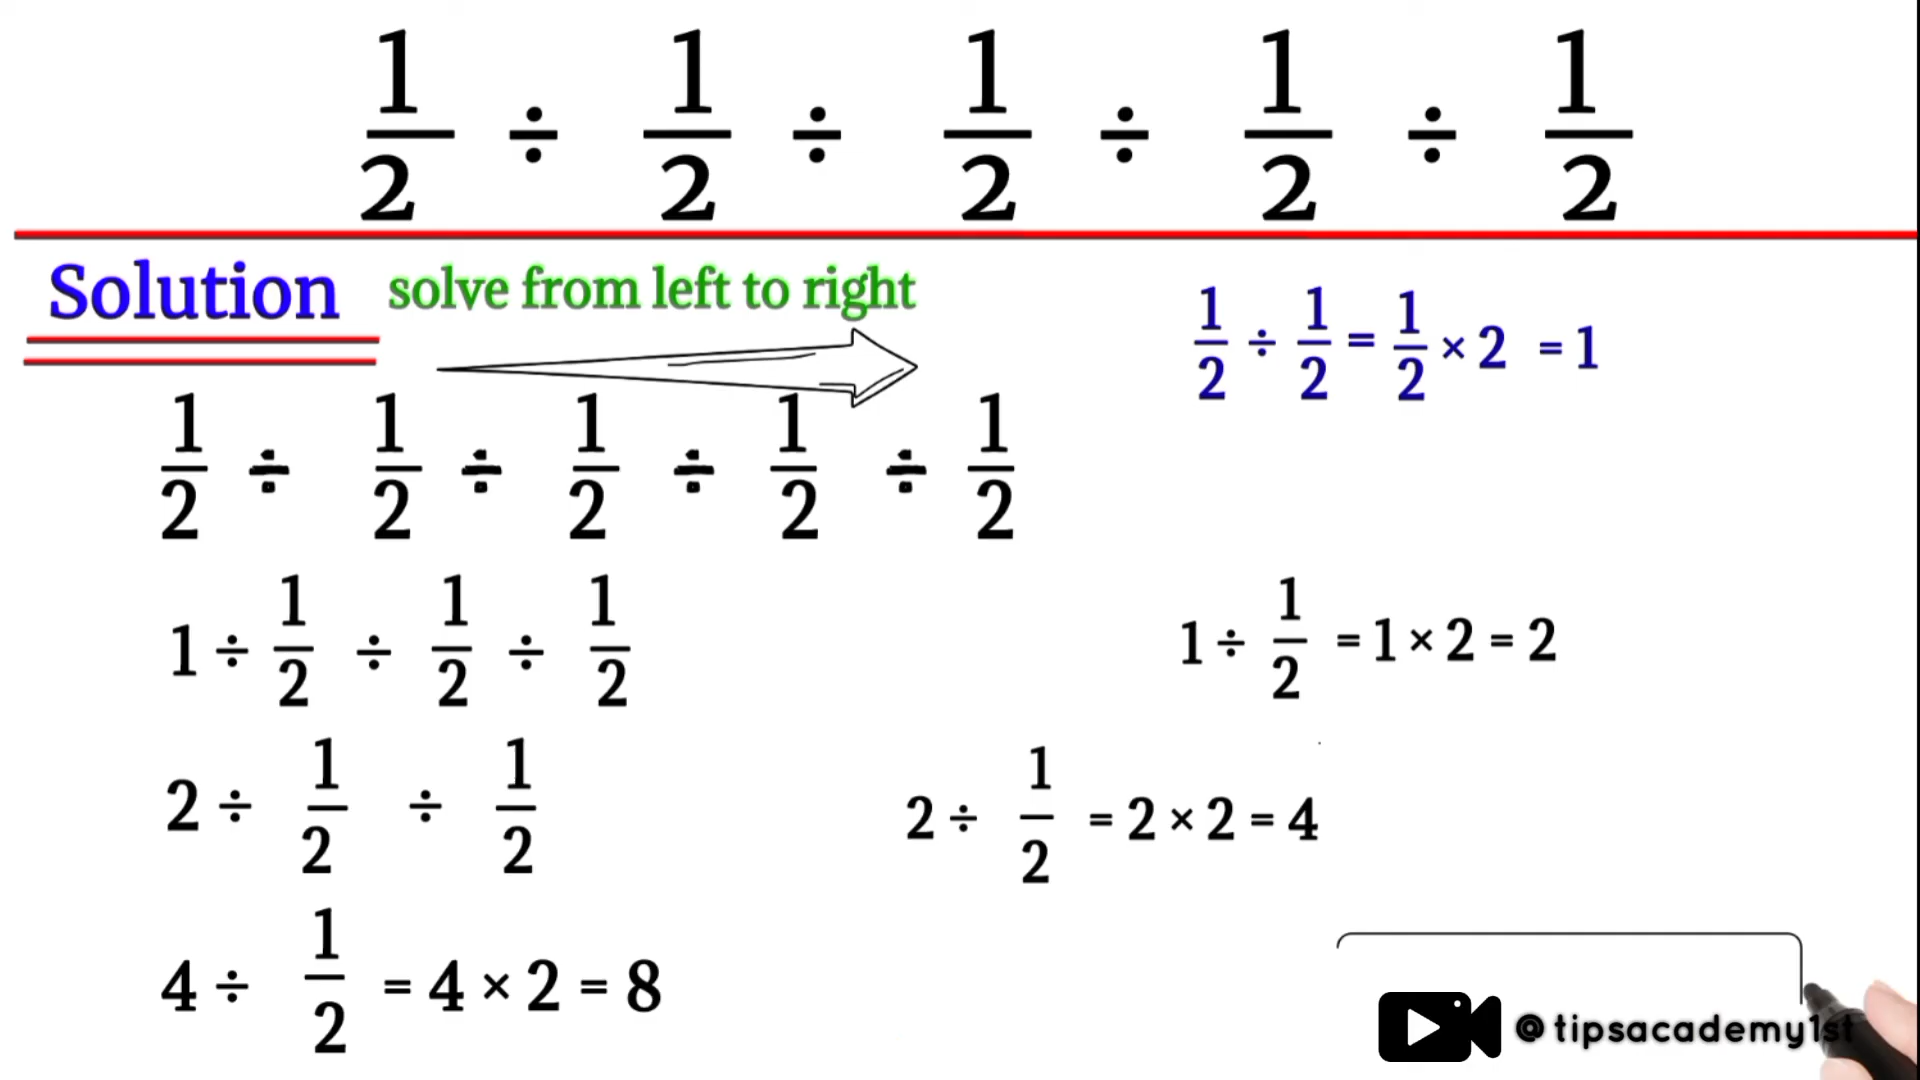 1/2 ÷ 1/2 ÷ 1/2 ÷ 1/2 ÷ 1/2
Solution solve from left to right
1/2 ÷ 1/2 = 1/2 × 2 = 1
1/2 ÷ 1/2 ÷ 1/2 ÷ 1/2 ÷ 1/2
1 ÷ 1/2 ÷ 1/2 ÷ 1/2
1 ÷ 1/2 = 1 × 2 = 2
2 ÷ 1/2 ÷ 1/2
2 ÷ 1/2 = 2 × 2 = 4
4 ÷ 1/2 = 4 × 2 = 8
@tipsacademy1st